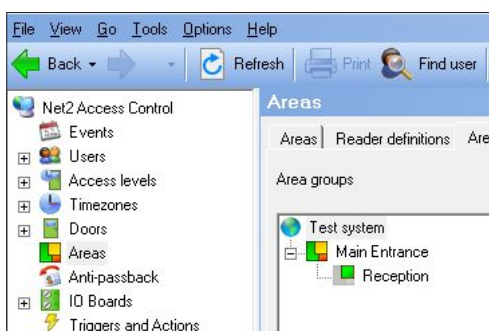 File View Go Tools Options Help
Back Refresh Print Find user
Net2 Access Control
Events
Users
Access levels
Timezones
Doors
Areas
Anti-passback
IO Boards
Triggers and Actions
Areas
Areas Reader definitions
Area groups
Test system
Main Entrance
Reception